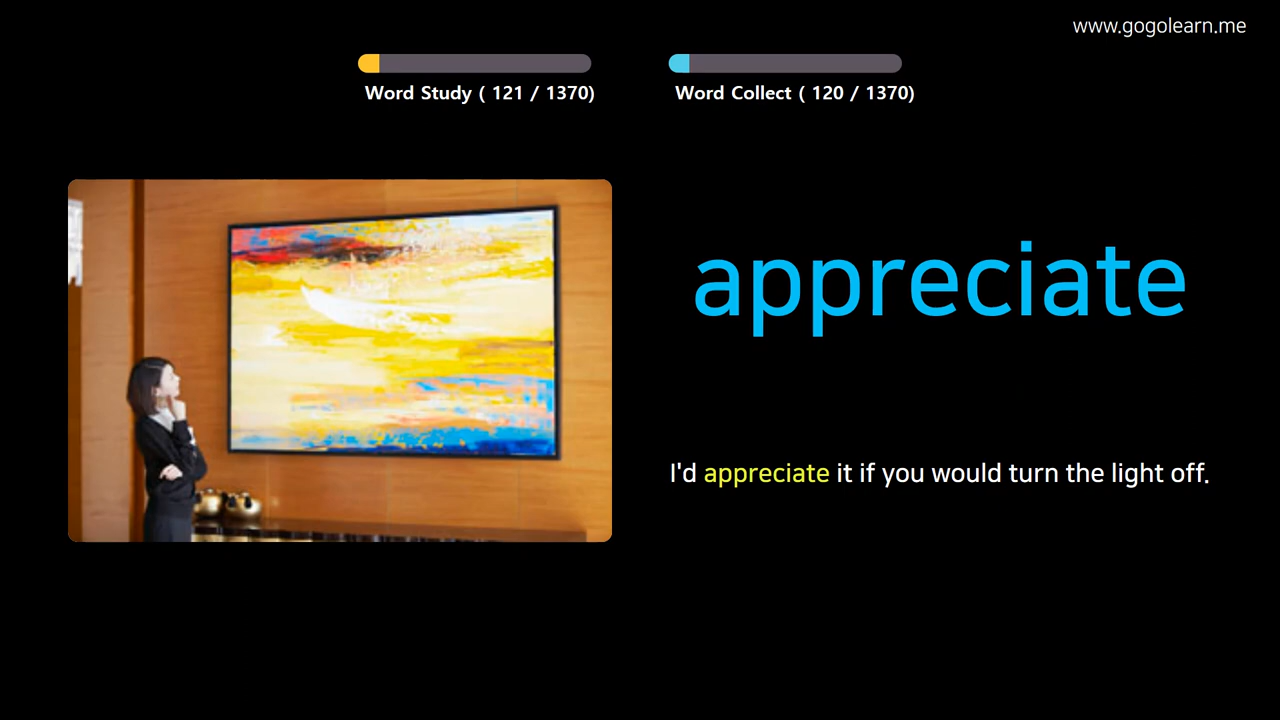 www.gogolearn.me
Word Study ( 121 / 1370)
Word Collect ( 120 / 1370)
appreciate
I'd appreciate it if you would turn the light off.